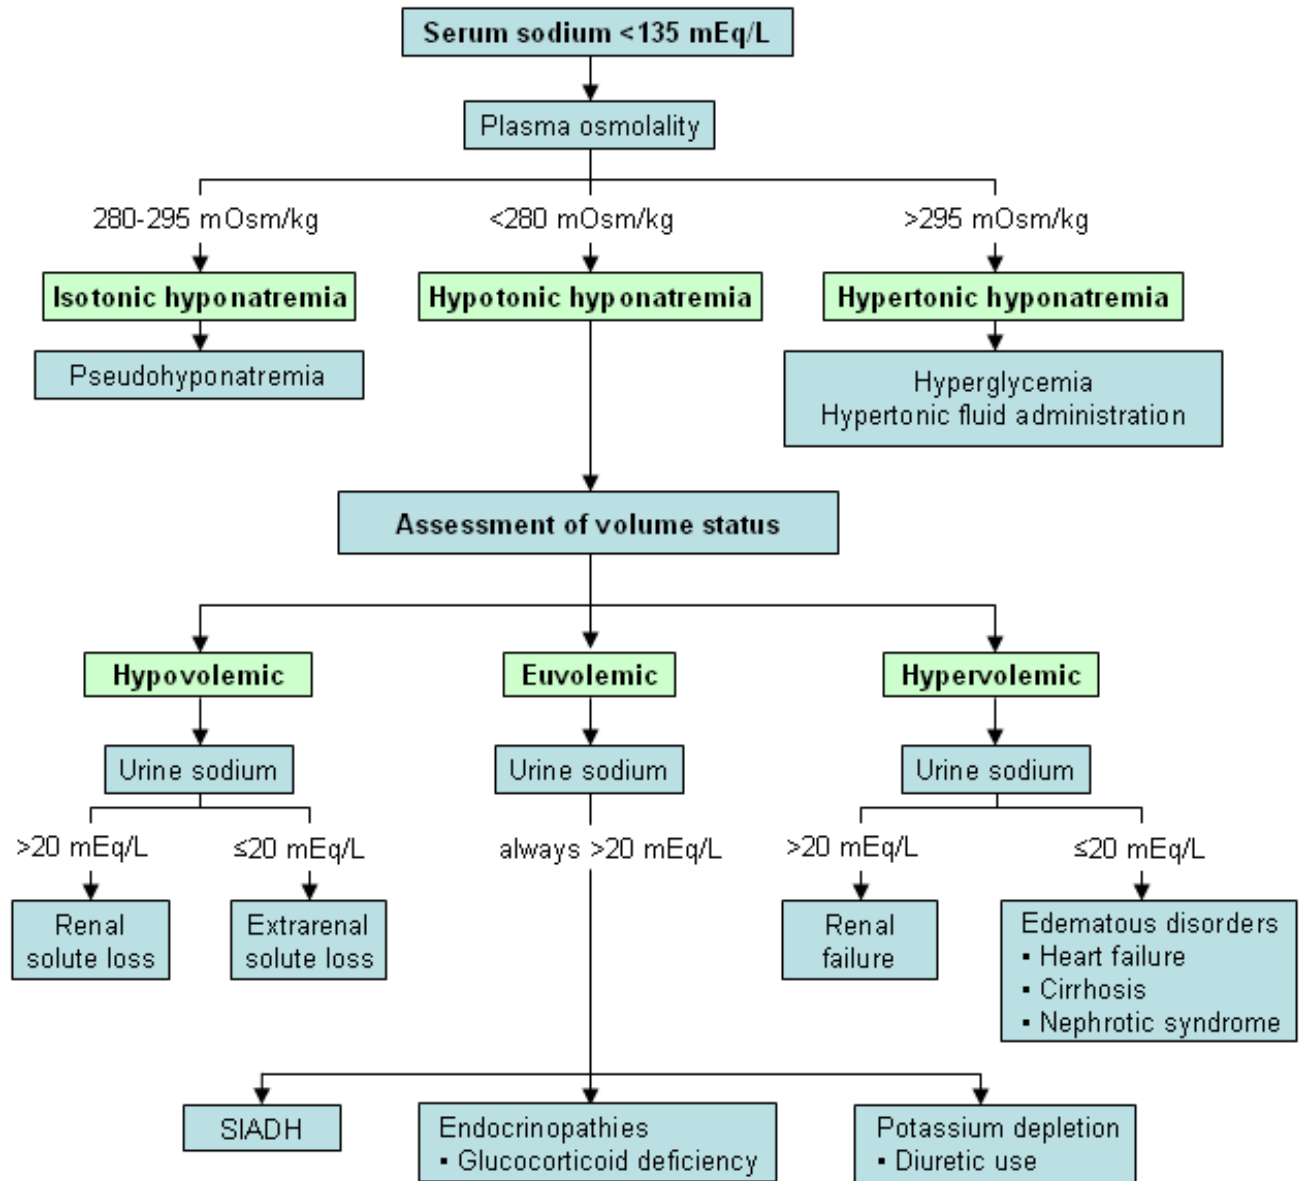 Serum sodium <135 mEq/L
Plasma osmolality
280-295 mOsm/kg
<280 mOsm/kg
>295 mOsm/kg
Isotonic hyponatremia
Hypotonic hyponatremia
Hypertonic hyponatremia
Pseudohyponatremia
Hyperglycemia
Hypertonic fluid administration
Assessment of volume status
Hypovolemic
Euvolemic
Hypervolemic
Urine sodium
Urine sodium
Urine sodium
>20 mEq/L
≤20 mEq/L
always >20 mEq/L
>20 mEq/L
≤20 mEq/L
Renal
solute loss
Extrarenal
solute loss
Renal
failure
Edematous disorders
▪ Heart failure
▪ Cirrhosis
▪ Nephrotic syndrome
SIADH
Endocrinopathies
▪ Glucocorticoid deficiency
Potassium depletion
▪ Diuretic use